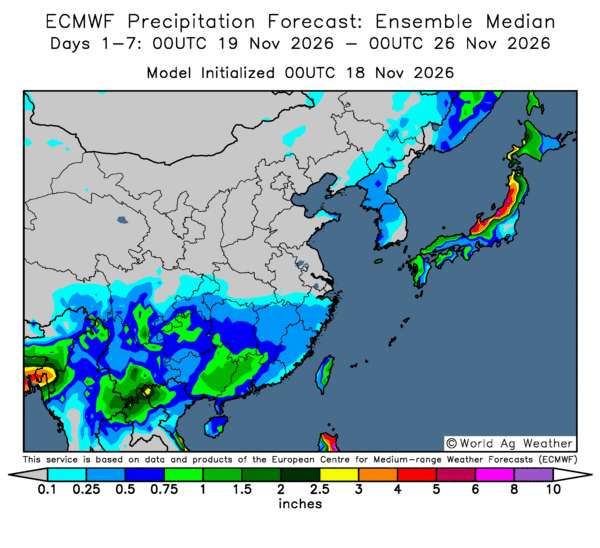 ECMWF Precipitation Forecast: Ensemble Median
Days 1–7: 00UTC 19 Nov 2026 – 00UTC 26 Nov 2026
Model Initialized 00UTC 18 Nov 2026
© World Ag Weather
This service is based on data and products of the European Centre for Medium-range Weather Forecasts (ECMWF)
0.1 0.25 0.5 0.75 1 1.5 2 2.5 3 4 5 6 8 10
inches